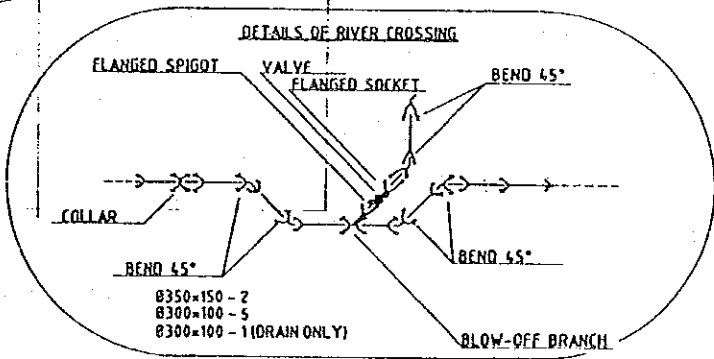 DETAILS OF RIVER CROSSING
FLANGED SPIGOT
VALVE
FLANGED SOCKET
BEND 45°
COLLAR
BEND 45°
BEND 45°
Ø350×150 - 2
Ø300×100 - 5
Ø300×100 - 1 (DRAIN ONLY)
BLOW-OFF BRANCH